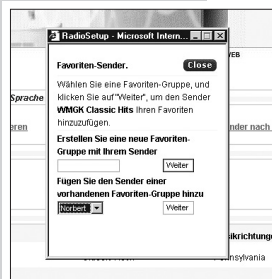 RadioSetup - Microsoft Intern...
Favoriten-Sender.
Close
Wählen Sie eine Favoriten-Gruppe, und
klicken Sie auf "Weiter", um den Sender
WMGK Classic Hits Ihren Favoriten
hinzuzufügen.
Erstellen Sie eine neue Favoriten-
Gruppe mit Ihrem Sender
Weiter
Fügen Sie den Sender einer
vorhandenen Favoriten-Gruppe hinzu
Norbert
Weiter
Sprache
eren
nder nach
sikrichtung
nsylvania